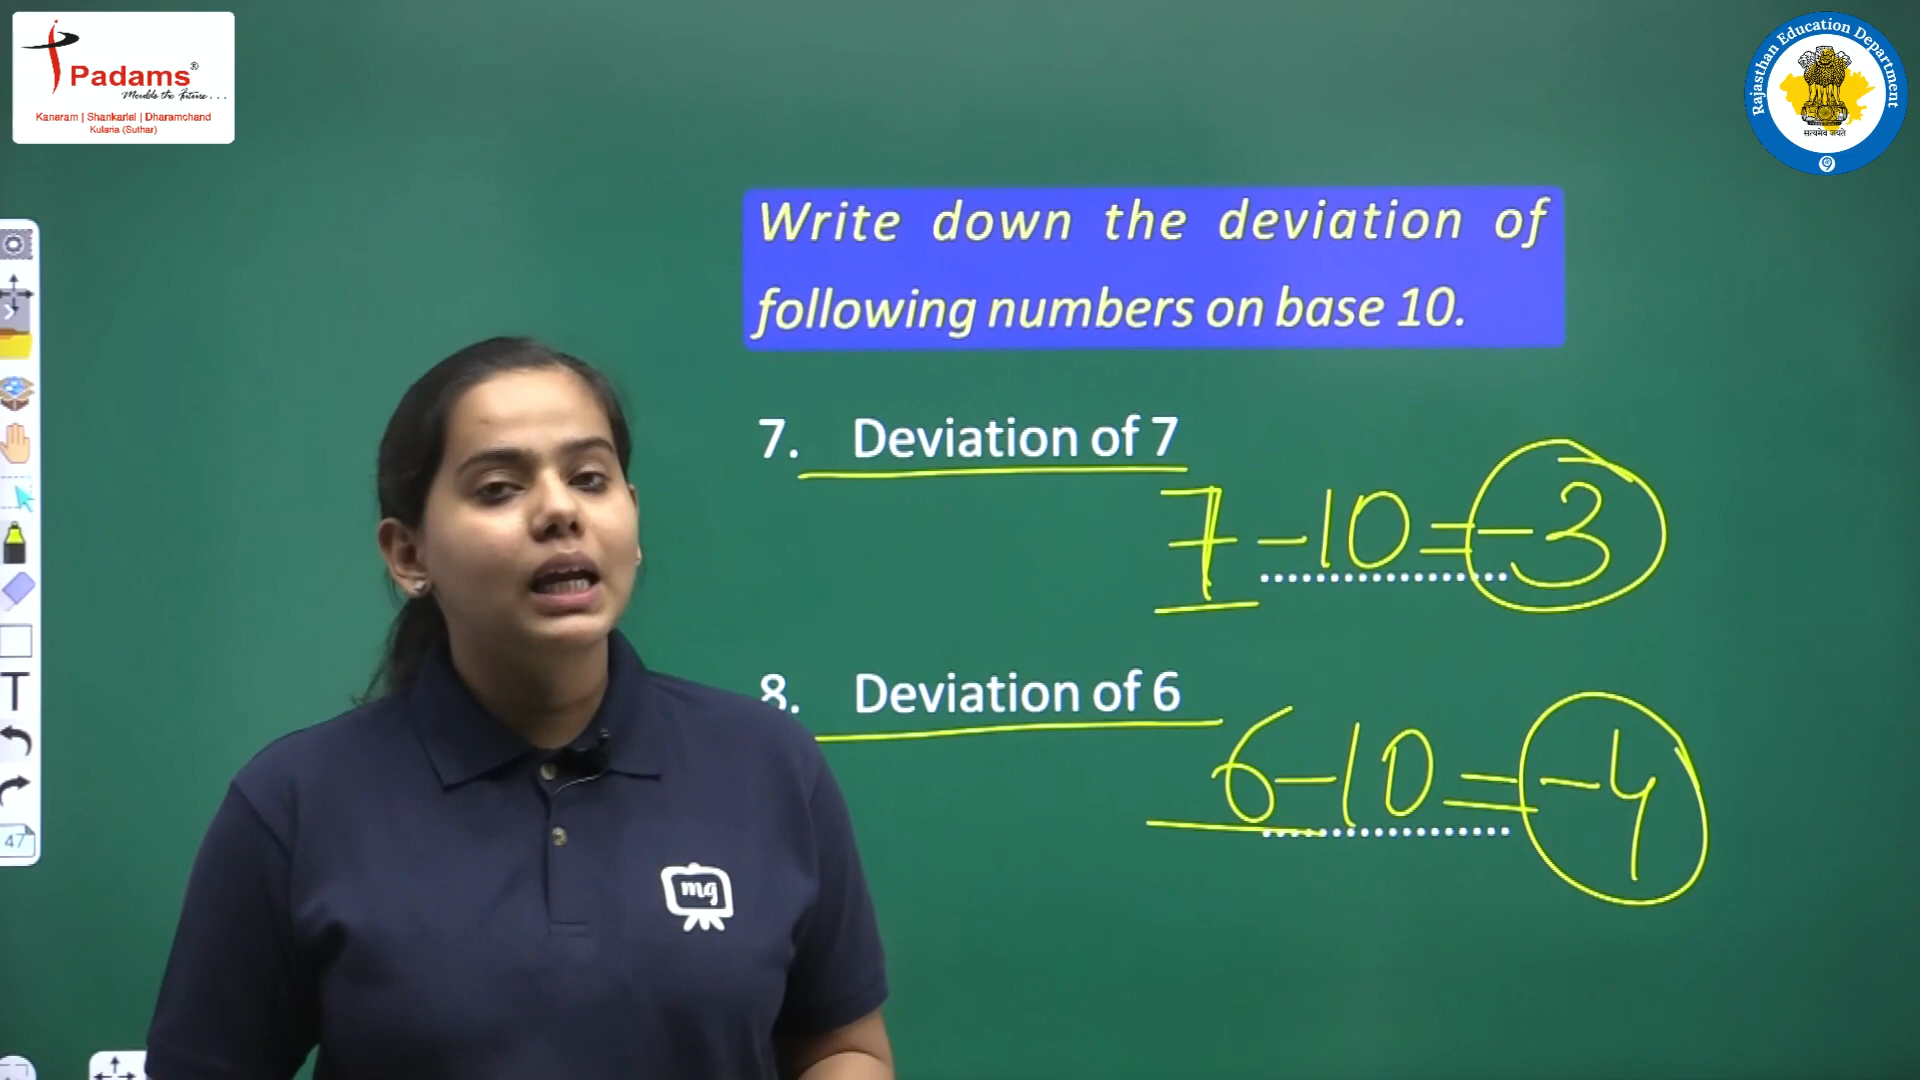 Padams®
Moulds the Future...
Kanaram | Shankarlal | Dharamchand
Kularia (Suthar)
Rajasthan Education Department
सत्यमेव जयते
Write down the deviation of
following numbers on base 10.
7. Deviation of 7
7 - 10 = -3
8. Deviation of 6
6 - 10 = -4
mg
T
47